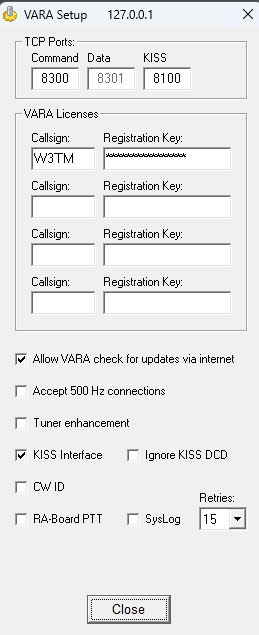 VARA Setup 127.0.0.1
TCP Ports:
Command Data KISS
8300 8301 8100
VARA Licenses
Callsign: Registration Key:
W3TM ****************
Callsign: Registration Key:
Callsign: Registration Key:
Callsign: Registration Key:
Allow VARA check for updates via internet
Accept 500 Hz connections
Tuner enhancement
KISS Interface Ignore KISS DCD
CW ID
Retries:
RA-Board PTT SysLog 15
Close